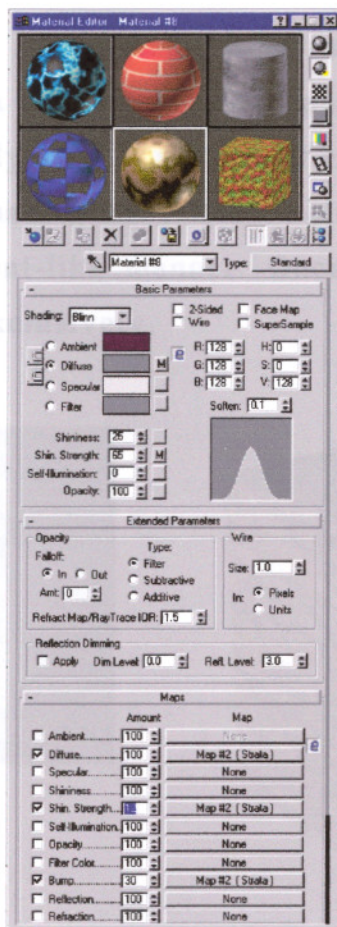 Material Editor - Material #8
Material #8 Type: Standard
- Basic Parameters
Shading: Blinn 2-Sided Face Map
Wire SuperSample
Ambient R: 128 H: 0
Diffuse M G: 128 S: 0
Specular B: 128 V: 128
Filter Soften: 0.1
Shininess: 25
Shin. Strength: 65 M
Self-Illumination: 0
Opacity: 100
- Extended Parameters
Opacity Type: Wire
Falloff: Filter Size: 1.0
In Out Subtractive In: Pixels
Amt: 0 Additive Units
Refract Map/RayTrace IOR: 1.5
Reflection Dimming
Apply Dim Level: 0.0 Refl. Level: 3.0
- Maps
Amount Map
Ambient 100 None
Diffuse 100 Map #2 ( Strata )
Specular 100 None
Shininess 100 None
Shin. Strength Map #2 ( Strata )
Self-Illumination 100 None
Opacity 100 None
Filter Color 100 None
Bump 30 Map #2 ( Strata )
Reflection 100 None
Refraction 100 None